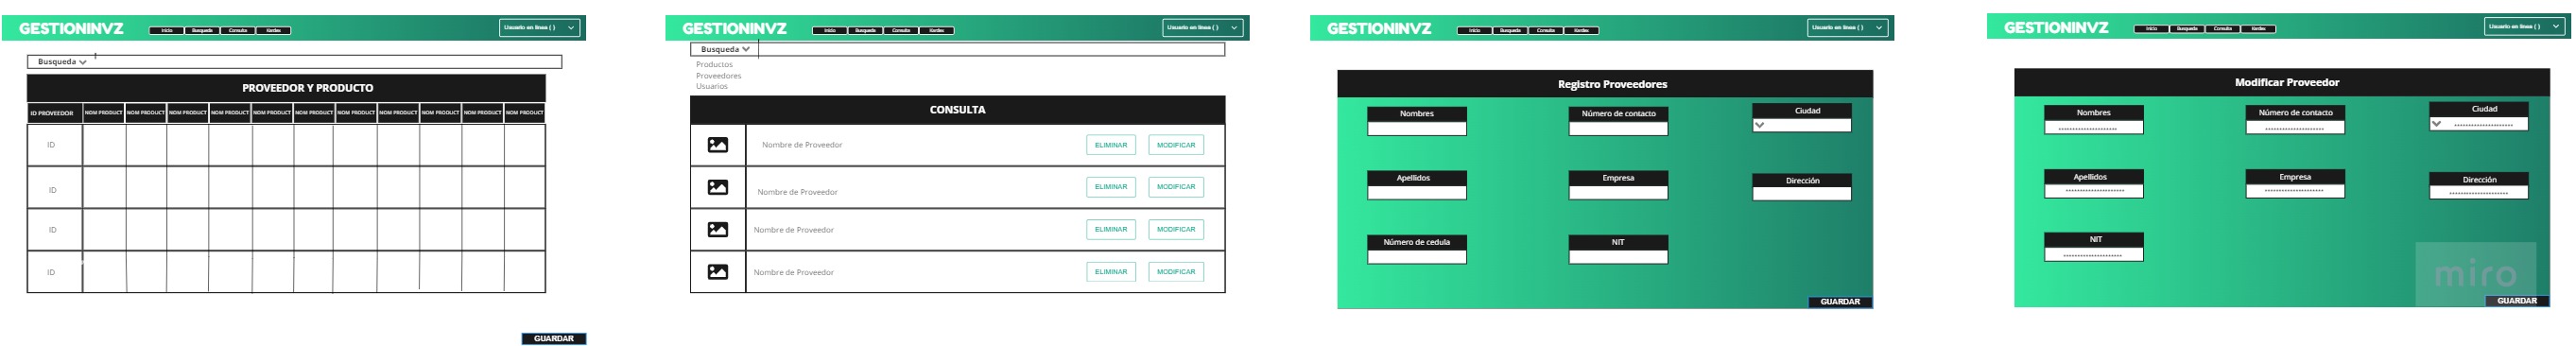 GESTIONINVZ
Inicio Busqueda Consulta Kardex
Usuario en linea ( )
Busqueda
PROVEEDOR Y PRODUCTO
ID PROVEEDOR NOM PRODUCT NOM PRODUCT NOM PRODUCT NOM PRODUCT NOM PRODUCT NOM PRODUCT NOM PRODUCT NOM PRODUCT NOM PRODUCT NOM PRODUCT NOM PRODUCT
ID
ID
ID
ID
GUARDAR
GESTIONINVZ
Inicio Busqueda Consulta Kardex
Usuario en linea ( )
Busqueda
Productos
Proveedores
Usuarios
CONSULTA
Nombre de Proveedor ELIMINAR MODIFICAR
Nombre de Proveedor ELIMINAR MODIFICAR
Nombre de Proveedor ELIMINAR MODIFICAR
Nombre de Proveedor ELIMINAR MODIFICAR
GESTIONINVZ
Inicio Busqueda Consulta Kardex
Usuario en linea ( )
Registro Proveedores
Nombres Número de contacto Ciudad
Apellidos Empresa Dirección
Número de cedula NIT
GUARDAR
GESTIONINVZ
Inicio Busqueda Consulta Kardex
Usuario en linea ( )
Modificar Proveedor
Nombres Número de contacto Ciudad
Apellidos Empresa Dirección
NIT
miro
GUARDAR